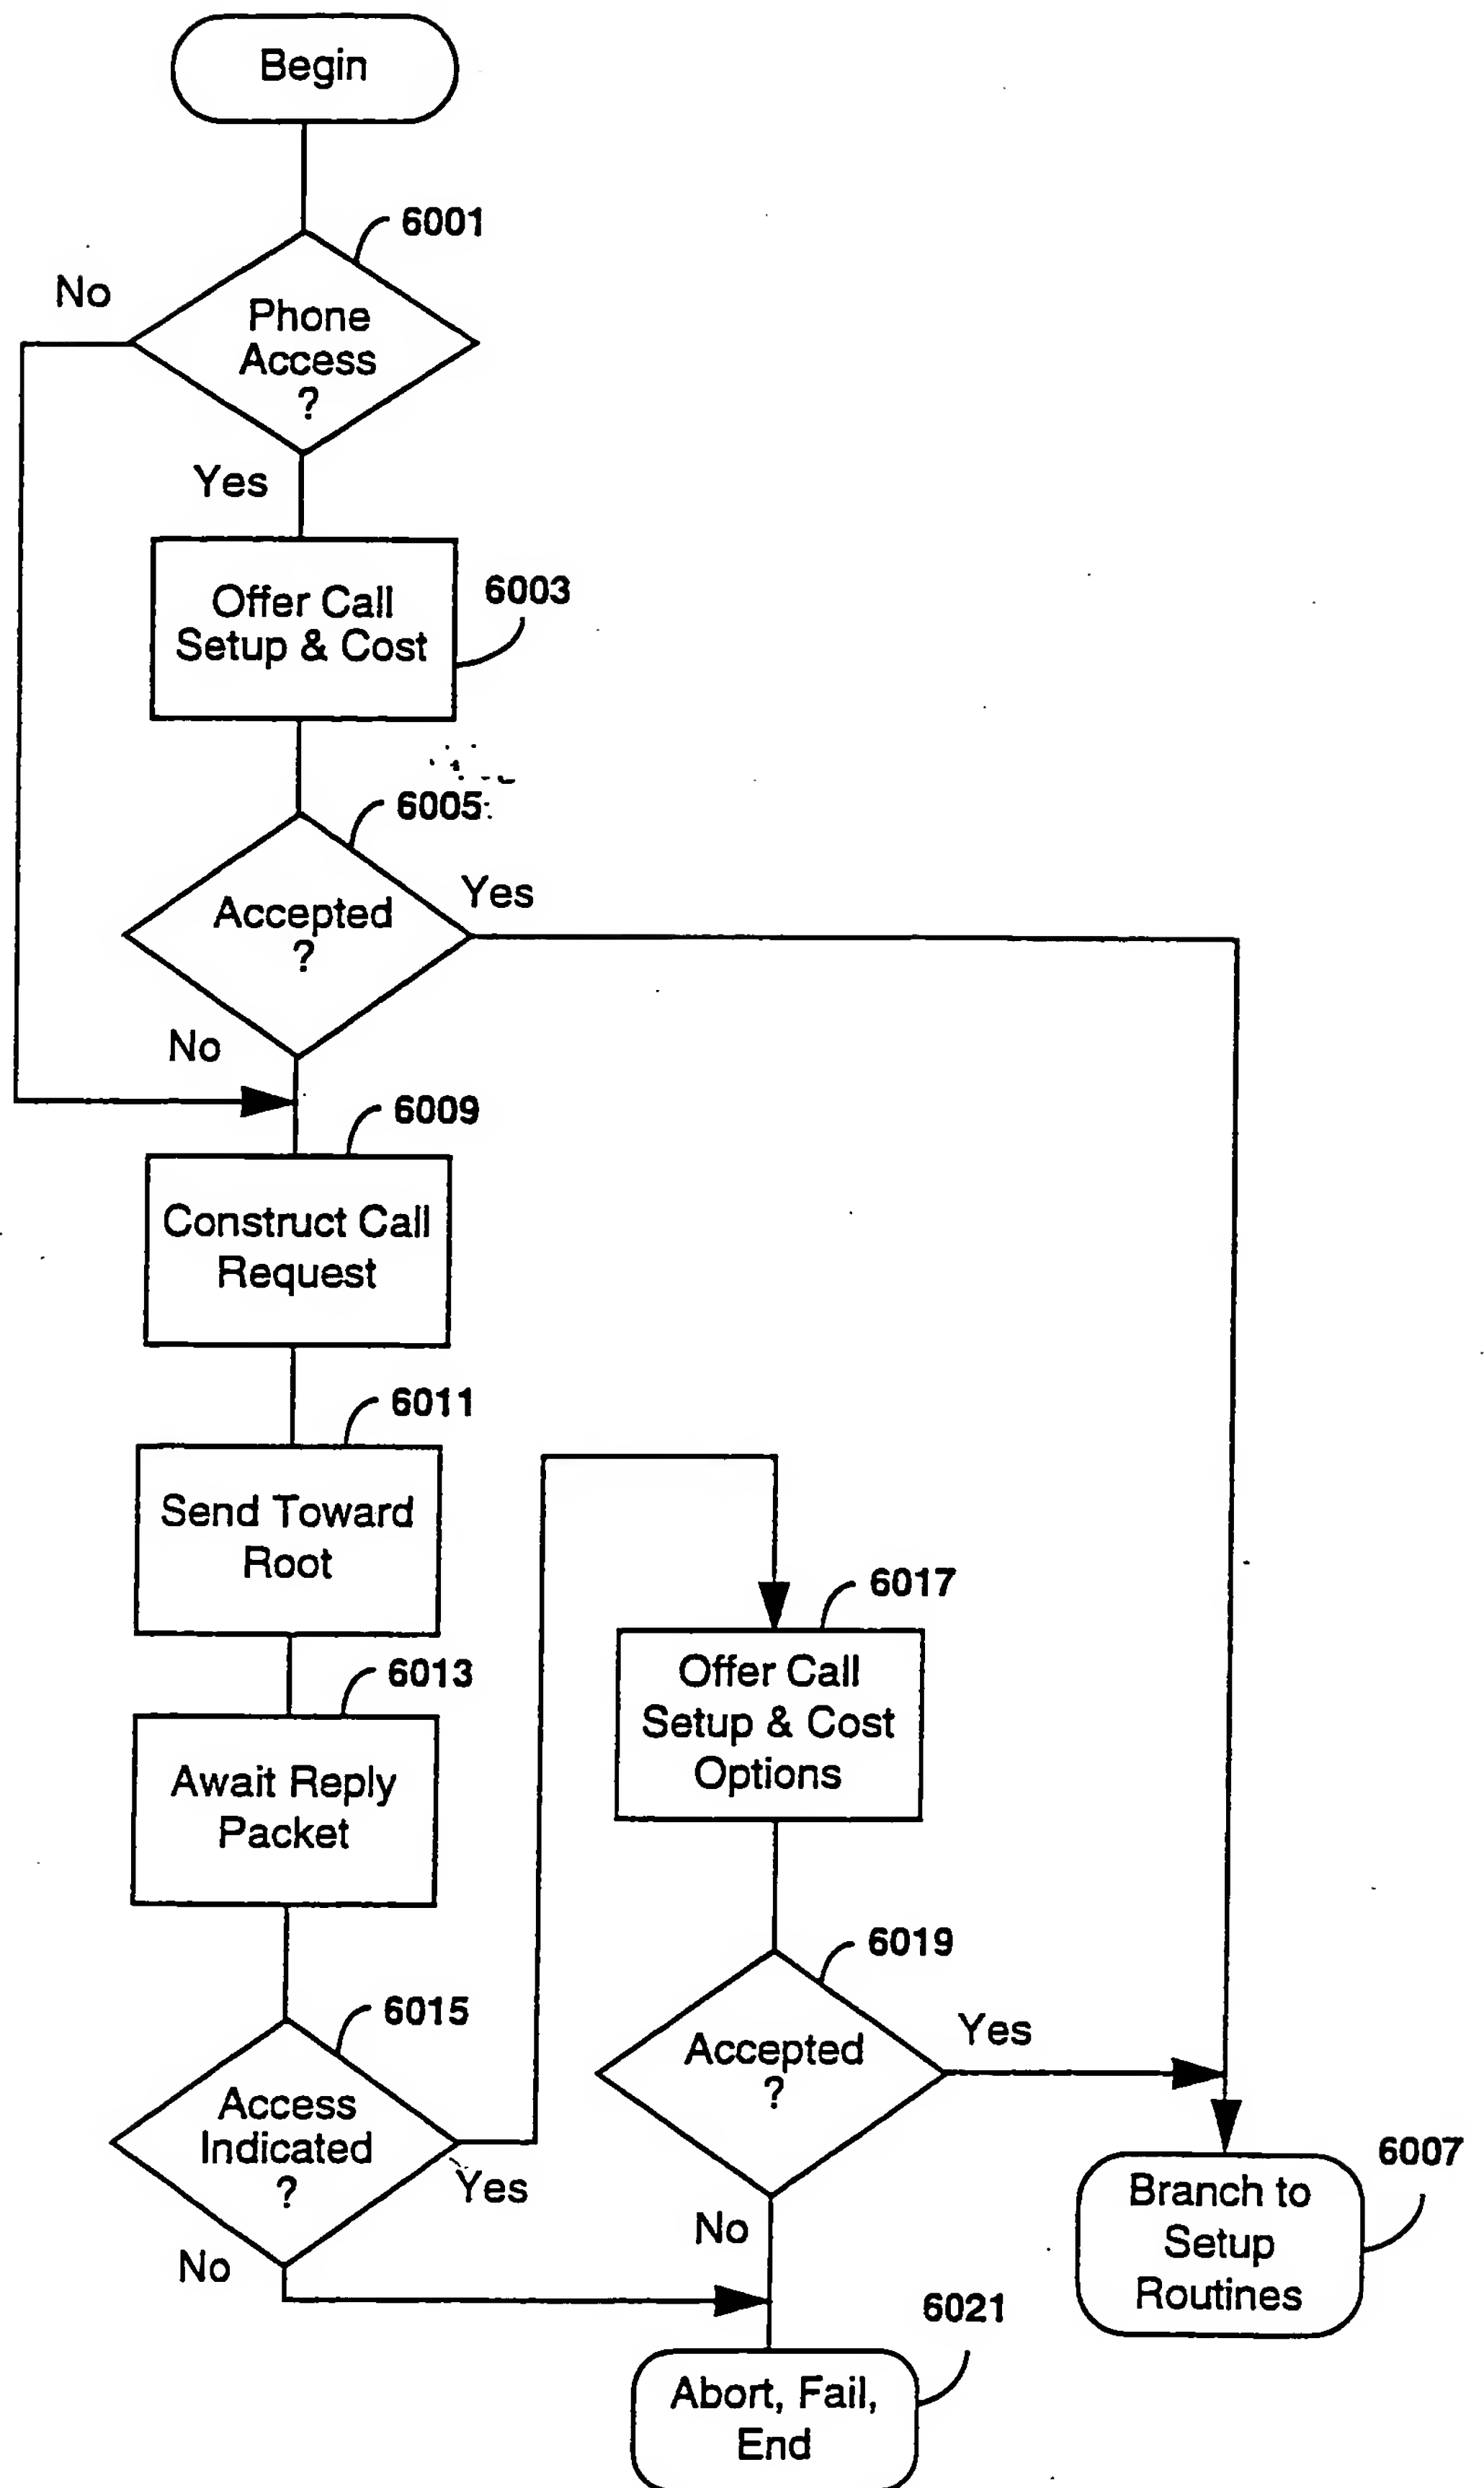 Begin
6001
No
Phone
Access
?
Yes
Offer Call
Setup & Cost
6003
6005
Accepted
?
Yes
No
6009
Construct Call
Request
6011
Send Toward
Root
6013
Await Reply
Packet
6015
Access
Indicated
?
Yes
No
6017
Offer Call
Setup & Cost
Options
6019
Accepted
?
Yes
No
6007
Branch to
Setup
Routines
6021
Abort, Fail,
End